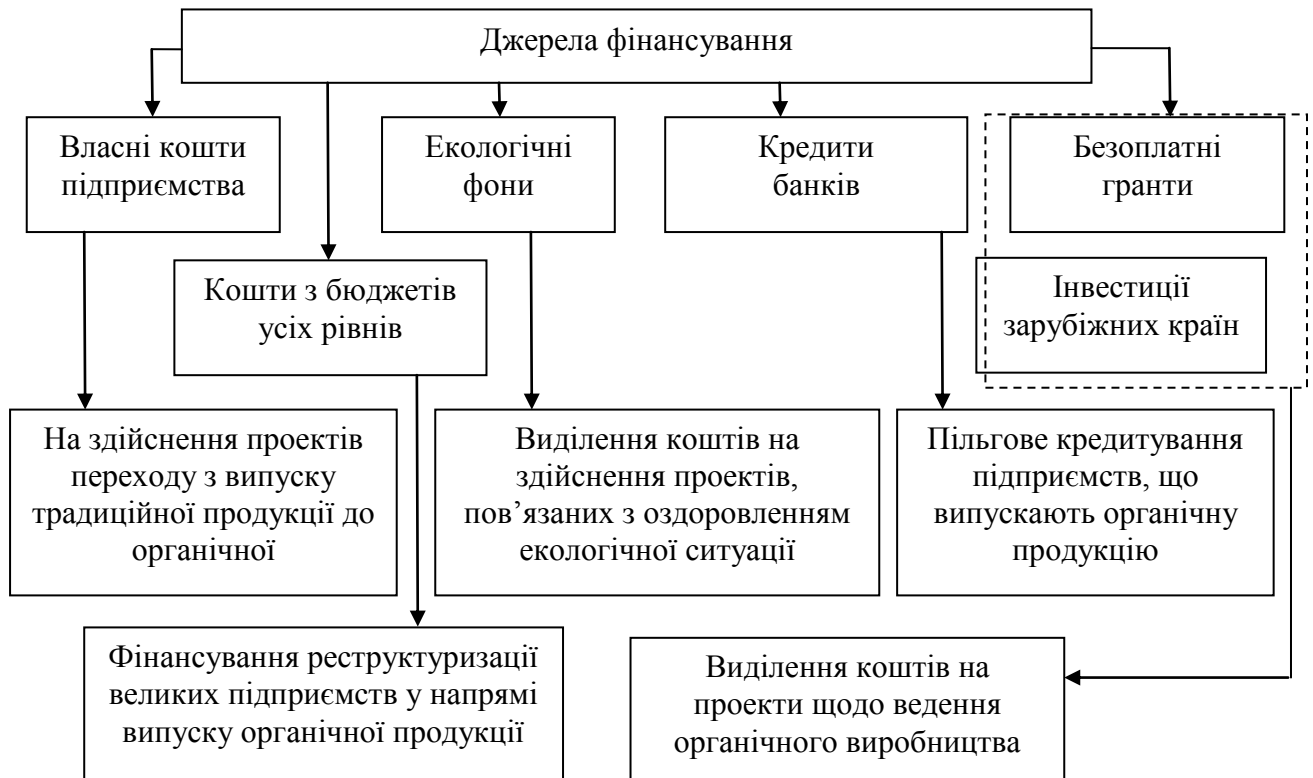 Джерела фінансування
Власні кошти
підприємства
Екологічні
фони
Кредити
банків
Безоплатні
гранти
Кошти з бюджетів
усіх рівнів
Інвестиції
зарубіжних країн
На здійснення проектів
переходу з випуску
традиційної продукції до
органічної
Виділення коштів на
здійснення проектів,
пов’язаних з оздоровленням
екологічної ситуації
Пільгове кредитування
підприємств, що
випускають органічну
продукцію
Фінансування реструктуризації
великих підприємств у напрямі
випуску органічної продукції
Виділення коштів на
проекти щодо ведення
органічного виробництва